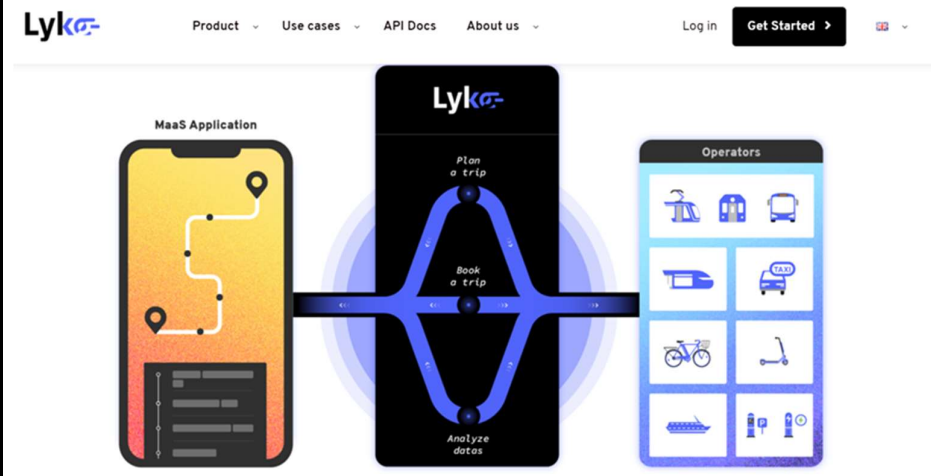 Lyko
Product Use cases API Docs About us Log in Get Started
Lyko
MaaS Application
Operators
Plan
a trip
TAXI
Book
a trip
P
Analyze
datas